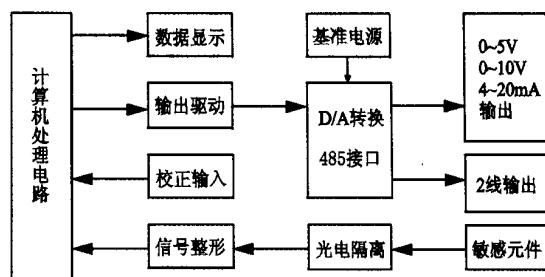 计算机处理电路
数据显示
基准电源
0~5V
0~10V
4~20mA
输出
输出驱动
D/A转换
485接口
校正输入
2线输出
信号整形
光电隔离
敏感元件